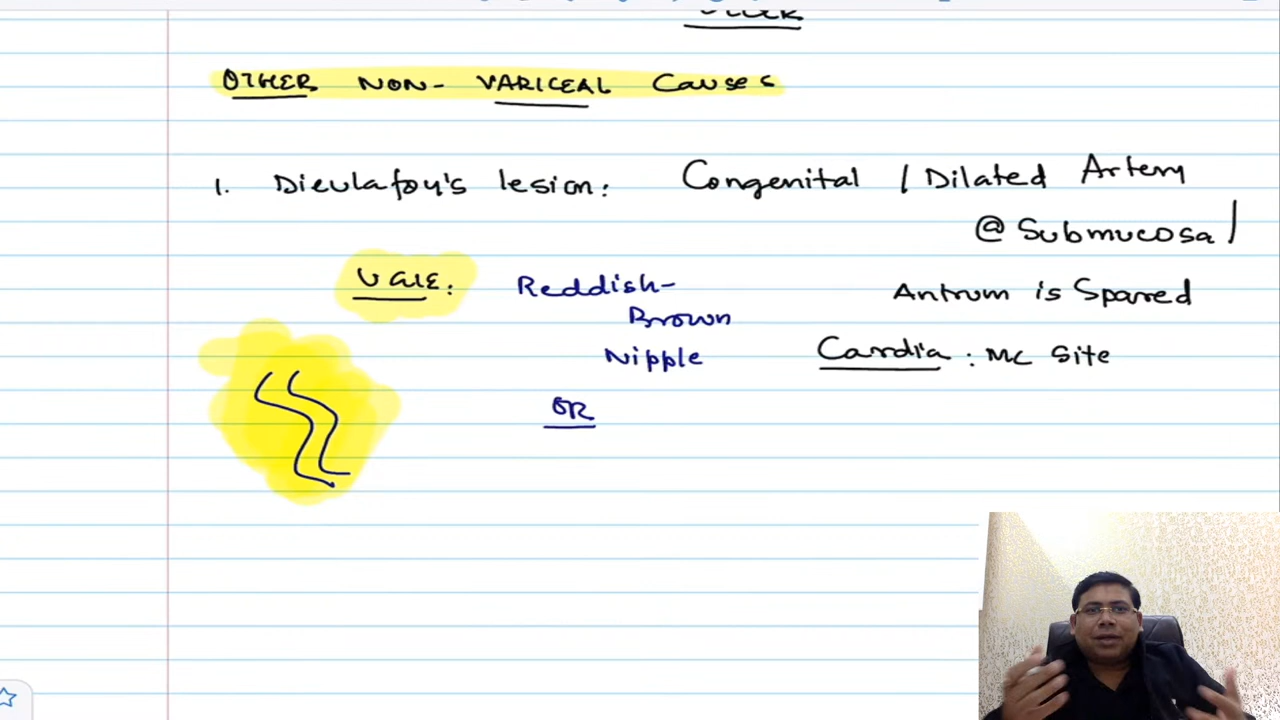 OTHER NON- VARICEAL Causes
1. Dieulafoy's lesion: Congenital / Dilated Artery
@ Submucosal
UGIE: Reddish- Antrum is Spared
Brown
Nipple Cardia: MC Site
OR